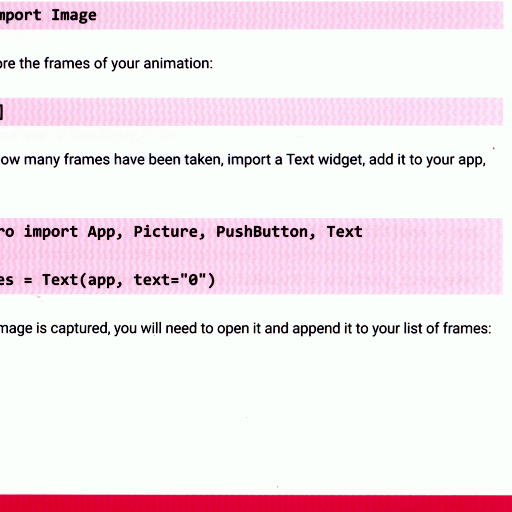 mport Image
ore the frames of your animation:
]
ow many frames have been taken, import a Text widget, add it to your app,
ro import App, Picture, PushButton, Text
es = Text(app, text="0")
mage is captured, you will need to open it and append it to your list of frames: